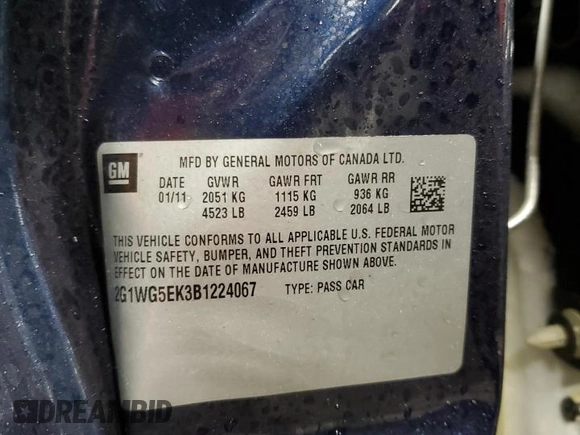 GM
MFD BY GENERAL MOTORS OF CANADA LTD.
DATE GVWR GAWR FRT GAWR RR
01/11 2051 KG 1115 KG 936 KG
4523 LB 2459 LB 2064 LB
THIS VEHICLE CONFORMS TO ALL APPLICABLE U.S. FEDERAL MOTOR
VEHICLE SAFETY, BUMPER, AND THEFT PREVENTION STANDARDS IN
EFFECT ON THE DATE OF MANUFACTURE SHOWN ABOVE.
2G1WG5EK3B1224067 TYPE: PASS CAR
DREAMBID